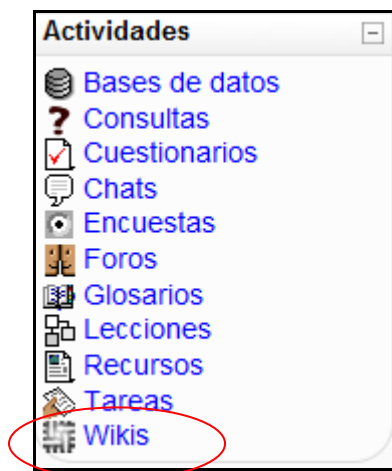 Actividades
Bases de datos
Consultas
Cuestionarios
Chats
Encuestas
Foros
Glosarios
Lecciones
Recursos
Tareas
Wikis